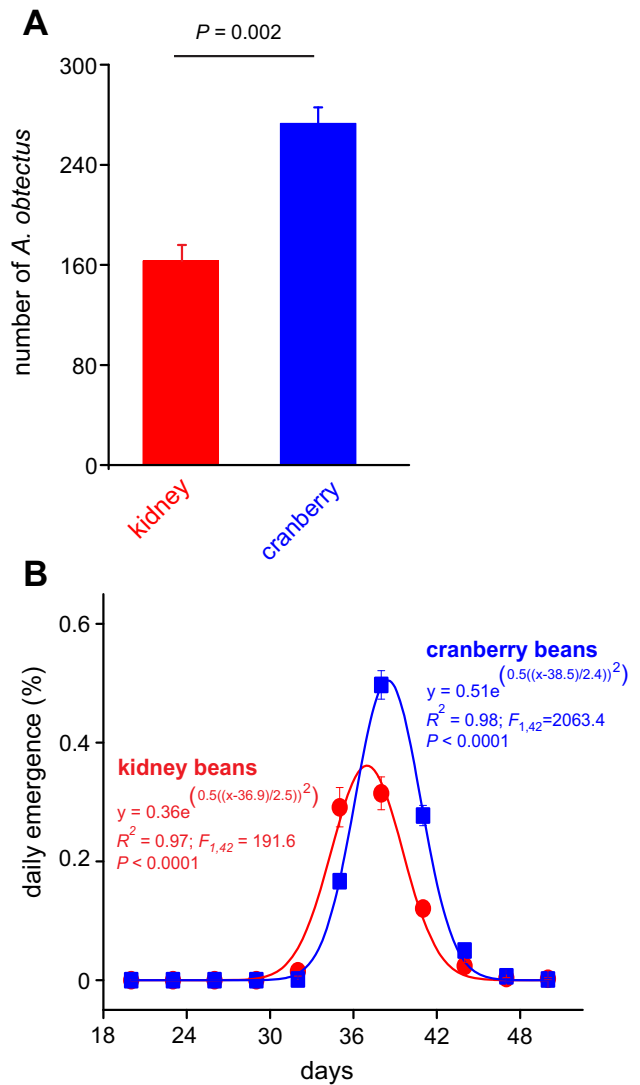 A
P = 0.002
300
240
160
80
0
number of A. obtectus
kidney
cranberry
B
0.6
0.4
0.2
0
daily emergence (%)
cranberry beans
y = 0.51e(0.5((x-38.5)/2.4))2)
R2 = 0.98; F1,42=2063.4
P < 0.0001
kidney beans
y = 0.36e(0.5((x-36.9)/2.5))2)
R2 = 0.97; F1,42 = 191.6
P < 0.0001
18 24 30 36 42 48
days